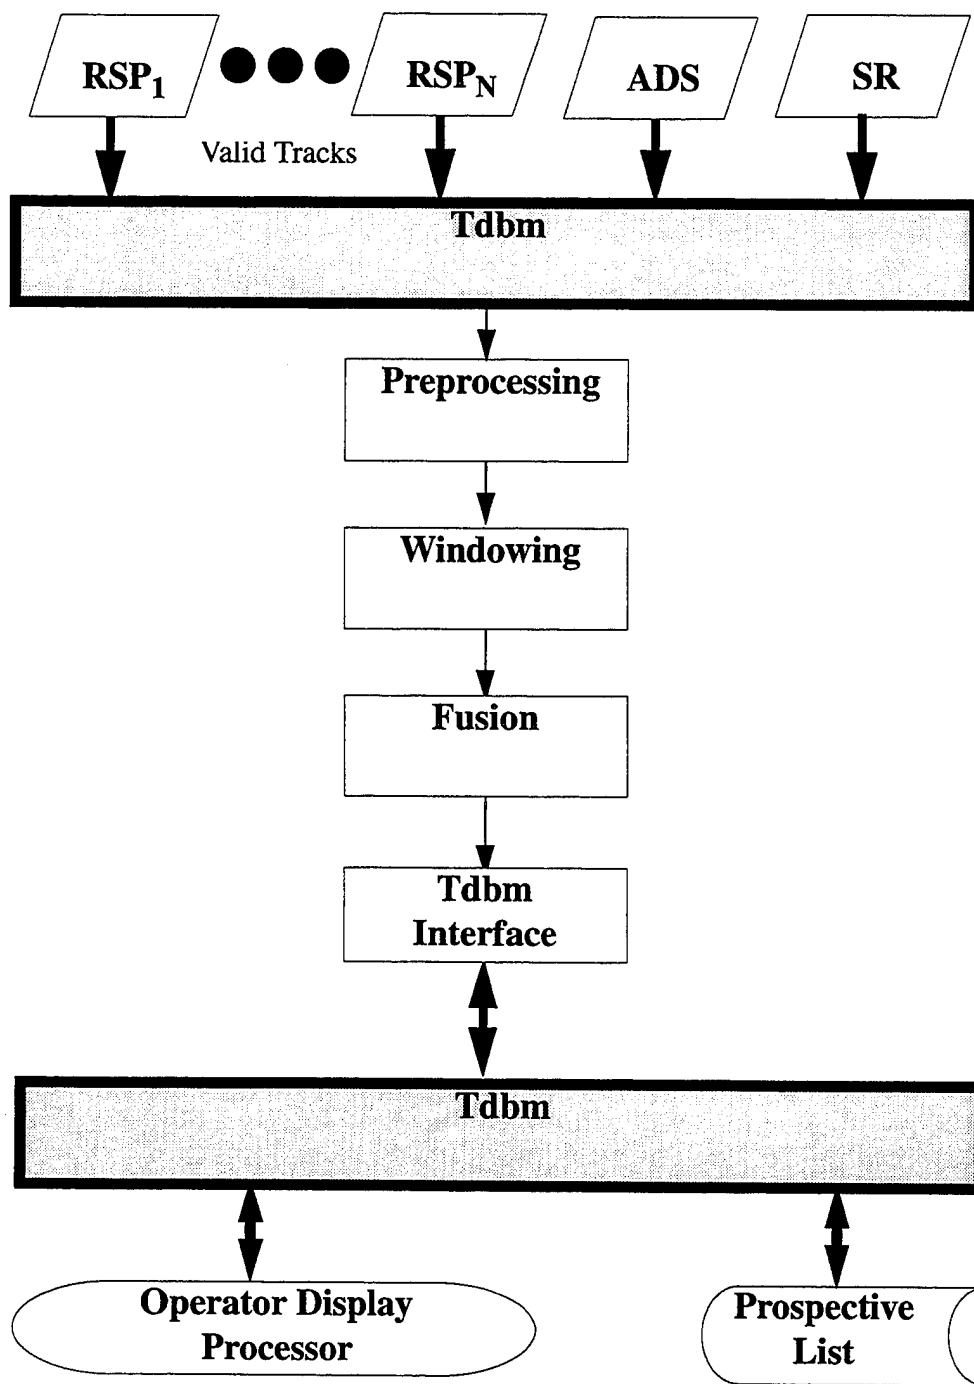 RSP1 RSPN ADS SR
Valid Tracks
Tdbm
Preprocessing
Windowing
Fusion
Tdbm
Interface
Tdbm
Operator Display
Processor
Prospective
List